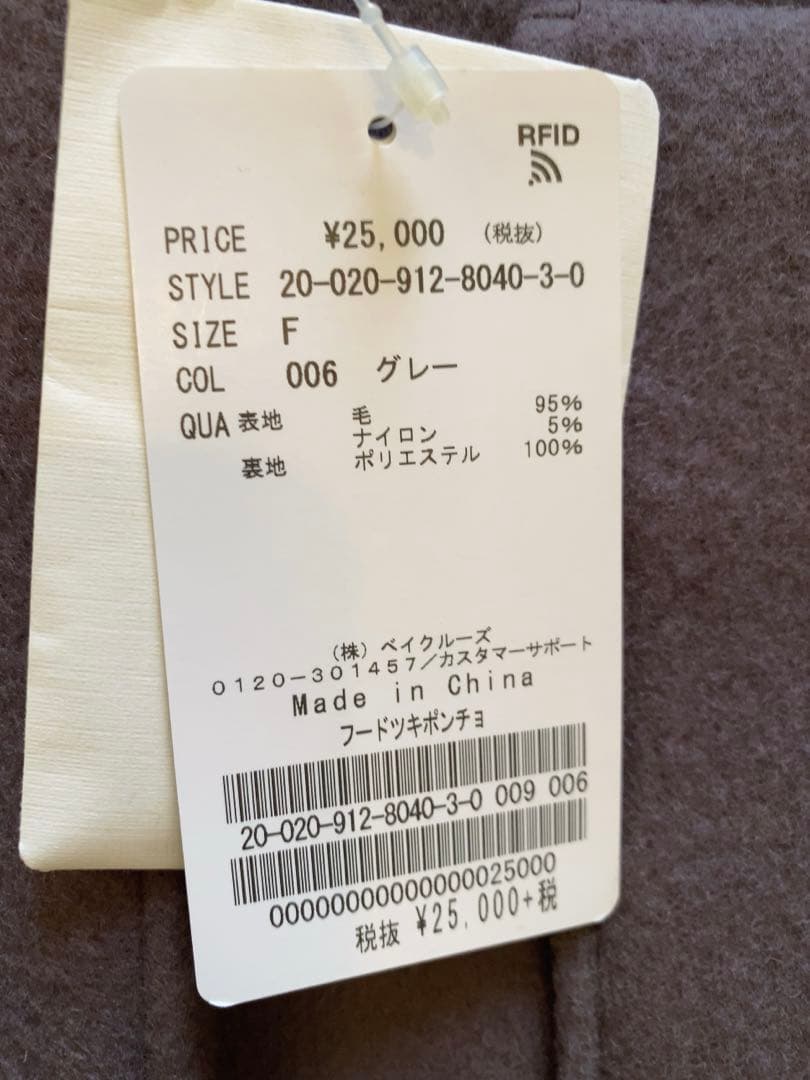 RFID
PRICE ¥25,000 (税抜)
STYLE 20-020-912-8040-3-0
SIZE F
COL 006 グレー
QUA 表地 毛 95%
ナイロン 5%
裏地 ポリエステル 100%
(株) ベイクルーズ
0120-301457/カスタマーサポート
Made in China
フードツキポンチョ
20-020-912-8040-3-0 009 006
00000000000000025000
税抜 ¥25,000+税